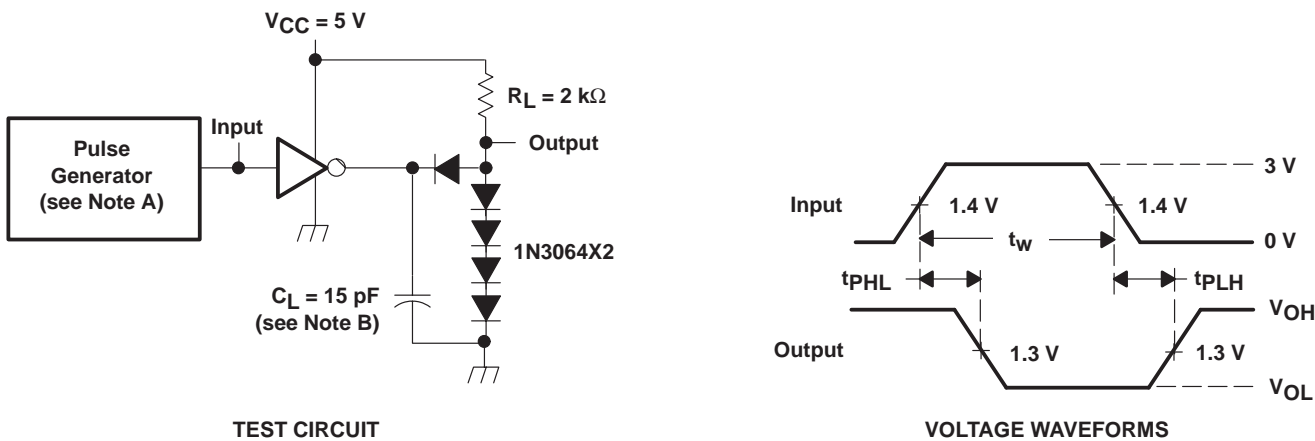 VCC = 5 V
RL = 2 kΩ
Input
Output
Pulse
Generator
(see Note A)
1N3064X2
CL = 15 pF
(see Note B)
TEST CIRCUIT
3 V
Input
1.4 V
1.4 V
tw
0 V
tPHL
tPLH
VOH
Output
1.3 V
1.3 V
VOL
VOLTAGE WAVEFORMS